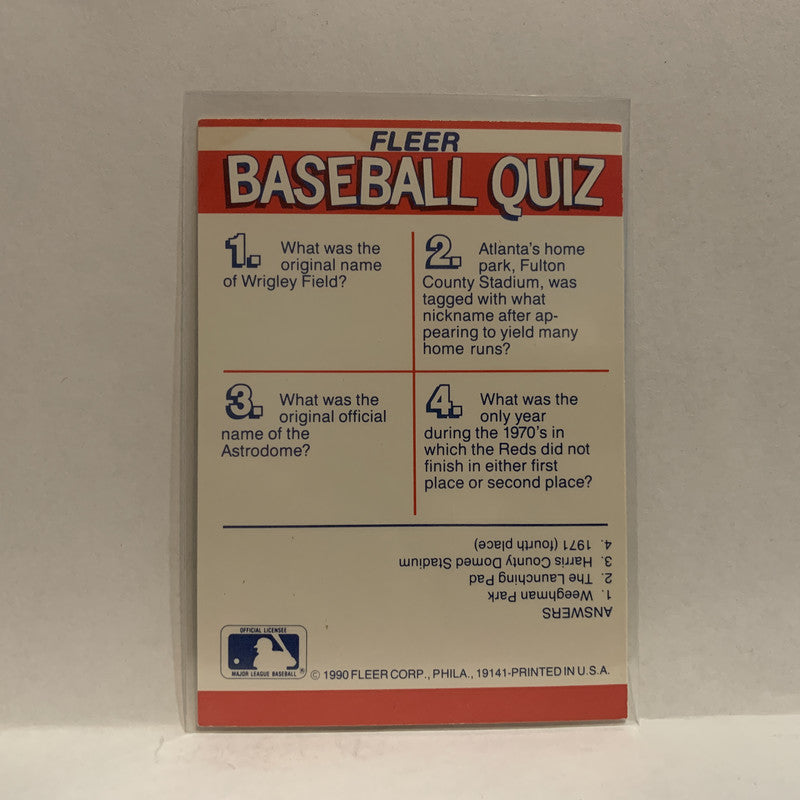 FLEER
BASEBALL QUIZ
1. What was the
original name
of Wrigley Field?
2. Atlanta's home
park, Fulton
County Stadium, was
tagged with what
nickname after ap-
pearing to yield many
home runs?
3. What was the
original official
name of the
Astrodome?
4. What was the
only year
during the 1970's in
which the Reds did not
finish in either first
place or second place?
ANSWERS
1. Weeghman Park
2. The Launching Pad
3. Harris County Domed Stadium
4. 1971 (fourth place)
OFFICIAL LICENSEE
MAJOR LEAGUE BASEBALL ®
© 1990 FLEER CORP., PHILA., 19141-PRINTED IN U.S.A.